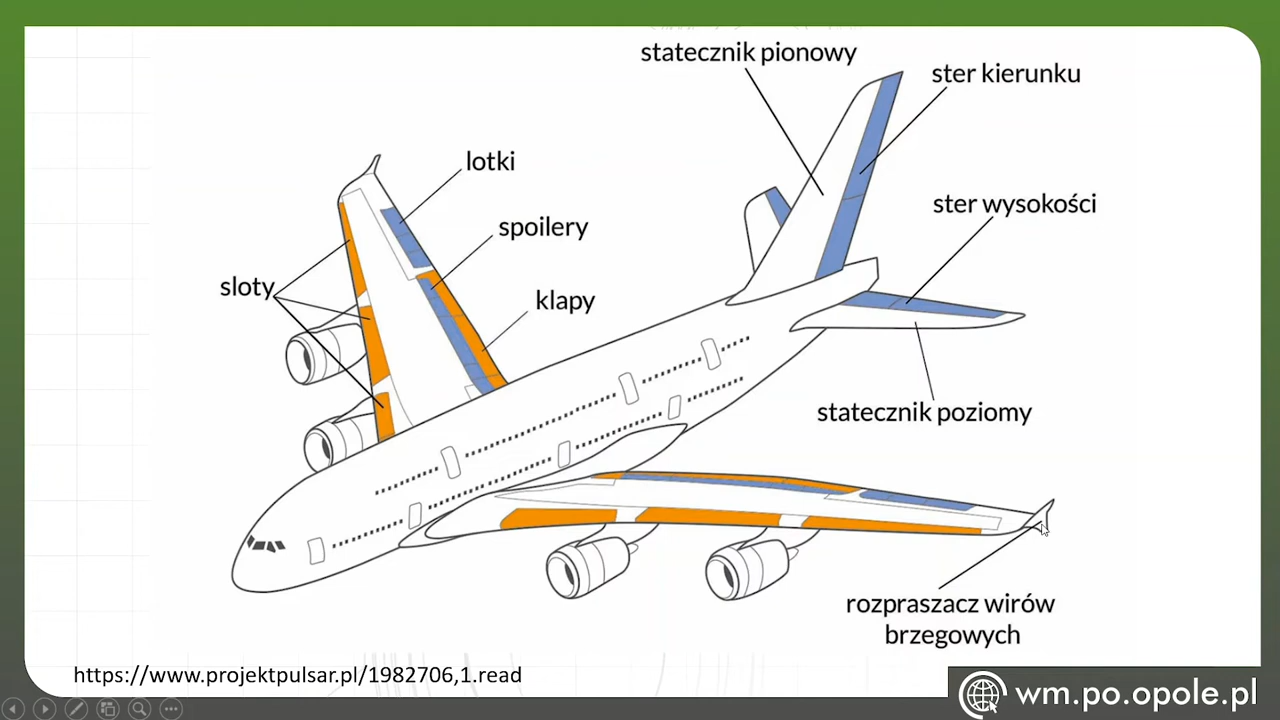 statecznik pionowy
ster kierunku
lotki
ster wysokości
spoilery
sloty
klapy
statecznik poziomy
rozpraszacz wirów
brzegowych
https://www.projektpulsar.pl/1982706,1.read
wm.po.opole.pl